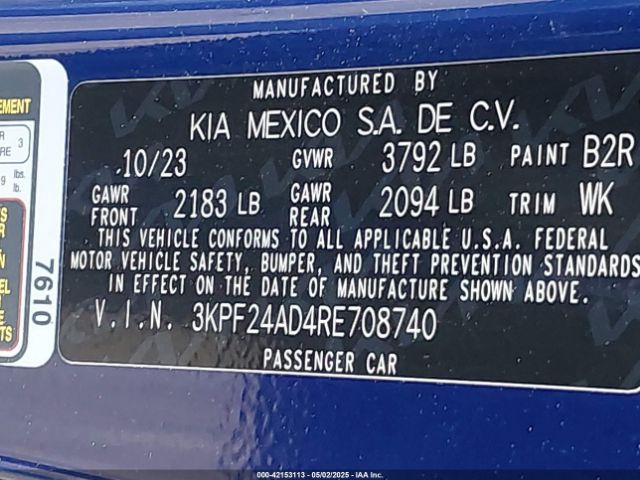 MANUFACTURED BY
KIA MEXICO S.A. DE C.V.
10/23 GVWR 3792 LB PAINT B2R
GAWR FRONT 2183 LB GAWR REAR 2094 LB TRIM WK
THIS VEHICLE CONFORMS TO ALL APPLICABLE U.S.A. FEDERAL
MOTOR VEHICLE SAFETY, BUMPER, AND THEFT PREVENTION STANDARDS
IN EFFECT ON THE DATE OF MANUFACTURE SHOWN ABOVE.
V.I.N. 3KPF24AD4RE708740
PASSENGER CAR
7610
000-42153113 - 05/02/2025 - IAA Inc.